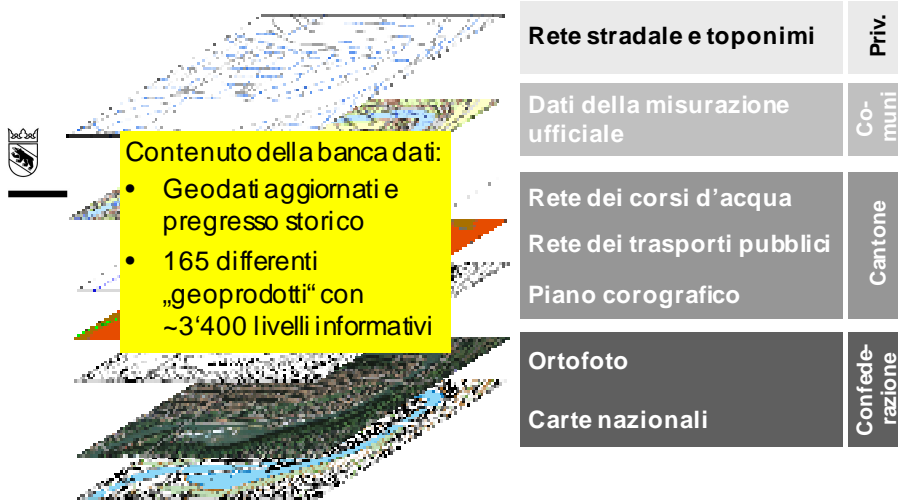 Contenuto della banca dati:
• Geodati aggiornati e
pregresso storico
• 165 differenti
„geoprodotti“ con
~3‘400 livelli informativi
Rete stradale e toponimi
Priv.
Dati della misurazione
ufficiale
Co-
muni
Rete dei corsi d’acqua
Rete dei trasporti pubblici
Piano corografico
Cantone
Ortofoto
Carte nazionali
Confede-
razione